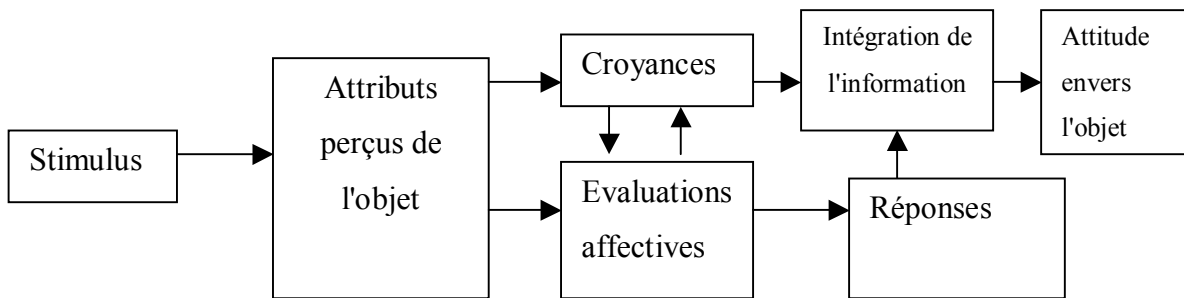 Stimulus
Attributs
perçus de
l'objet
Croyances
Evaluations
affectives
Intégration de
l'information
Réponses
Attitude
envers
l'objet